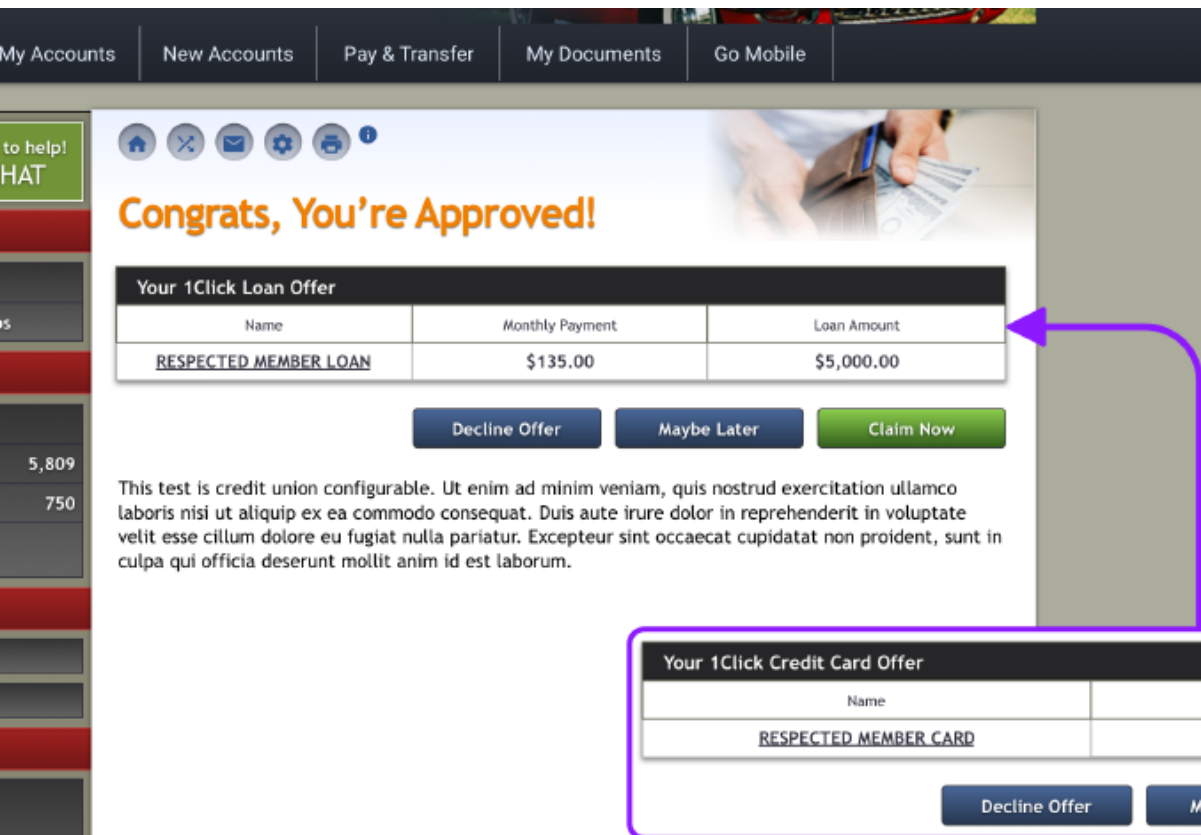 My Accounts
New Accounts
Pay & Transfer
My Documents
Go Mobile
to help!
HAT
Congrats, You’re Approved!
Your 1Click Loan Offer
Name Monthly Payment Loan Amount
RESPECTED MEMBER LOAN $135.00 $5,000.00
Decline Offer Maybe Later Claim Now
5,809
750
This test is credit union configurable. Ut enim ad minim veniam, quis nostrud exercitation ullamco
laboris nisi ut aliquip ex ea commodo consequat. Duis aute irure dolor in reprehenderit in voluptate
velit esse cillum dolore eu fugiat nulla pariatur. Excepteur sint occaecat cupidatat non proident, sunt in
culpa qui officia deserunt mollit anim id est laborum.
Your 1Click Credit Card Offer
Name
RESPECTED MEMBER CARD
Decline Offer